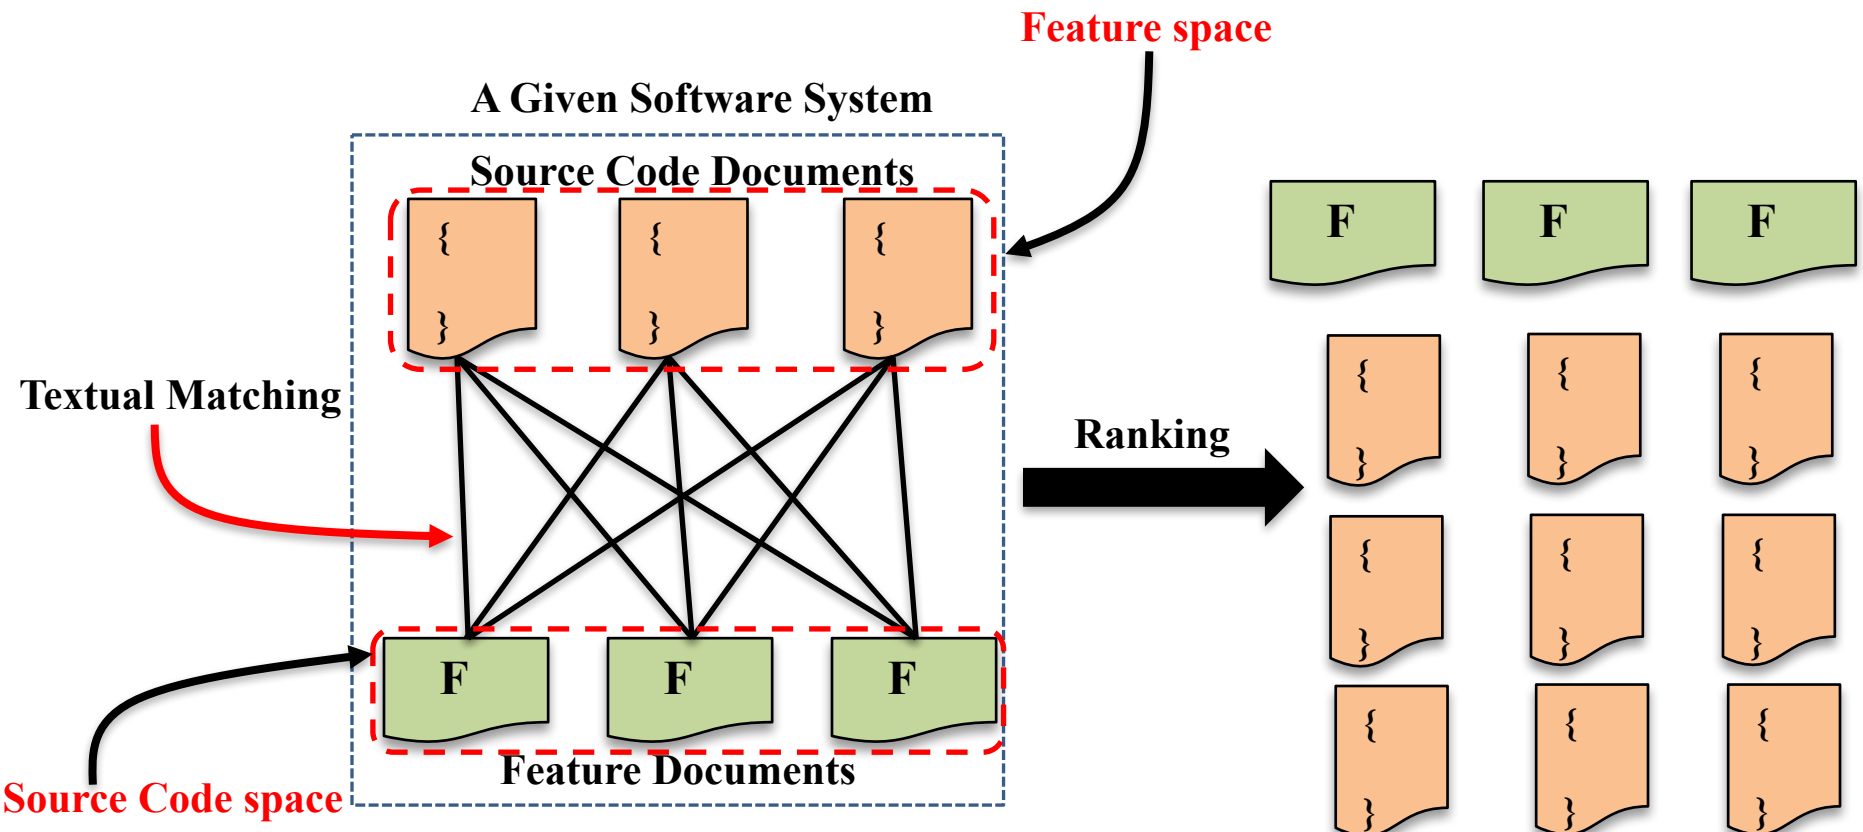 Feature space
A Given Software System
Source Code Documents
{ { {
} } }
F F F
Textual Matching
Ranking
{ { {
} } }
{ { {
} } }
F F F
{ { {
} } }
Feature Documents
Source Code space